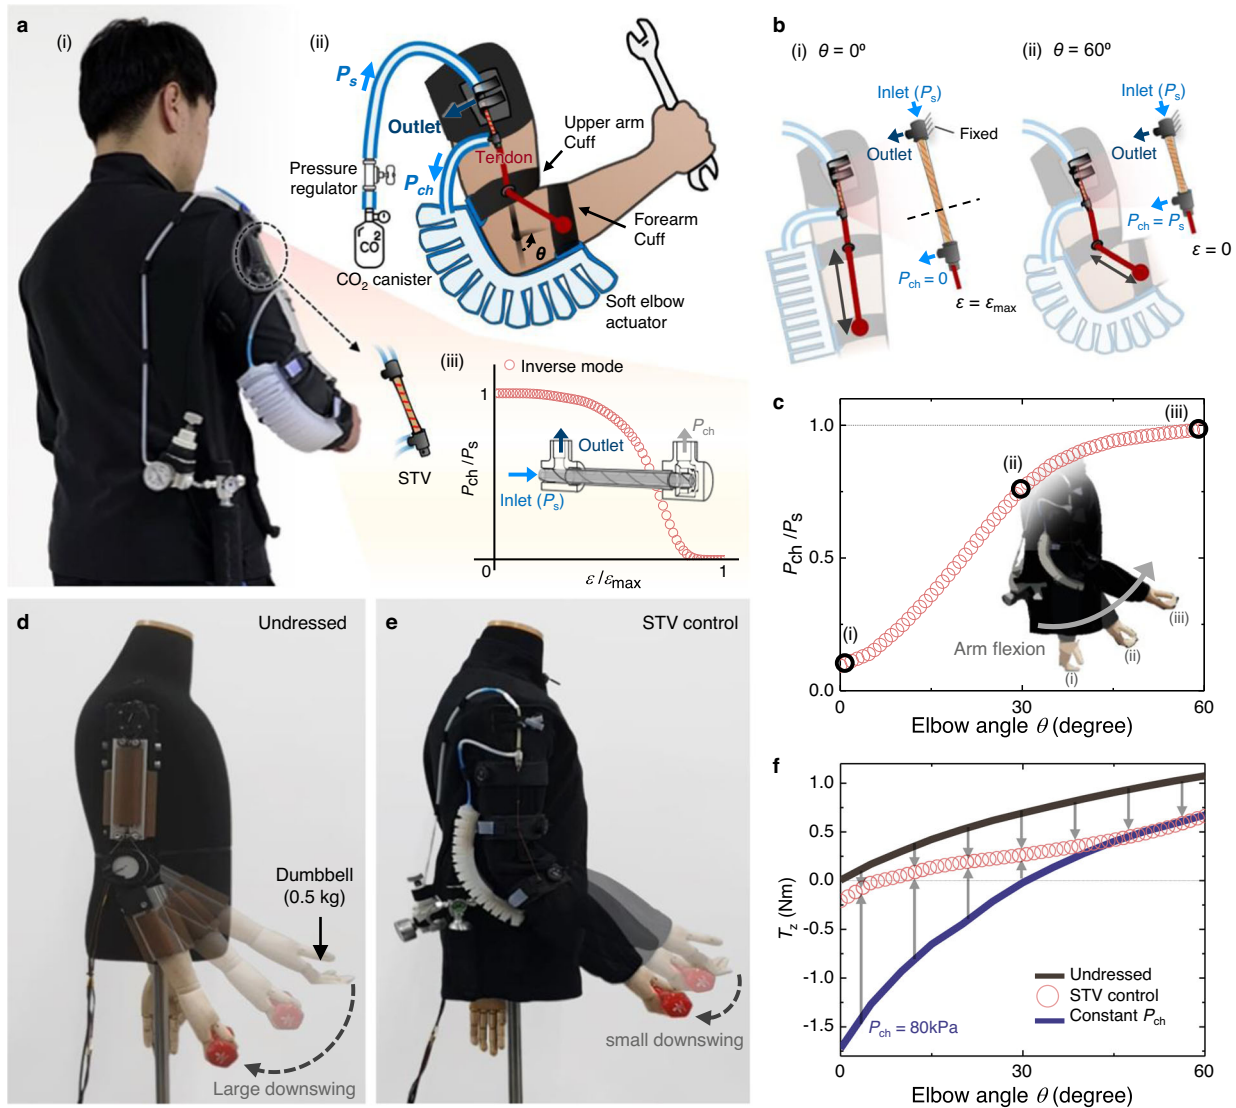 a
(i)
(ii)
Ps
Outlet
Tendon
Upper arm
Cuff
Pressure
regulator
Pch
CO2
Forearm
Cuff
θ
CO2 canister
Soft elbow
actuator
STV
(iii)
Inverse mode
1
Pch/Ps
Outlet
Pch
Inlet (Ps)
0
ε/εmax
1
b
(i) θ = 0º
Inlet (Ps)
Fixed
Outlet
Pch = 0
ε = εmax
(ii) θ = 60º
Inlet (Ps)
Outlet
Pch = Ps
ε = 0
c
Pch/Ps
1.0
0.5
0.0
(i)
(ii)
(iii)
Arm flexion
(i)
(ii)
(iii)
0
30
60
Elbow angle θ (degree)
d
Undressed
Dumbbell
(0.5 kg)
Large downswing
e
STV control
small downswing
f
Tz (Nm)
1.0
0.5
0.0
-0.5
-1.0
-1.5
Undressed
STV control
Constant Pch
Pch = 80kPa
0
30
60
Elbow angle θ (degree)